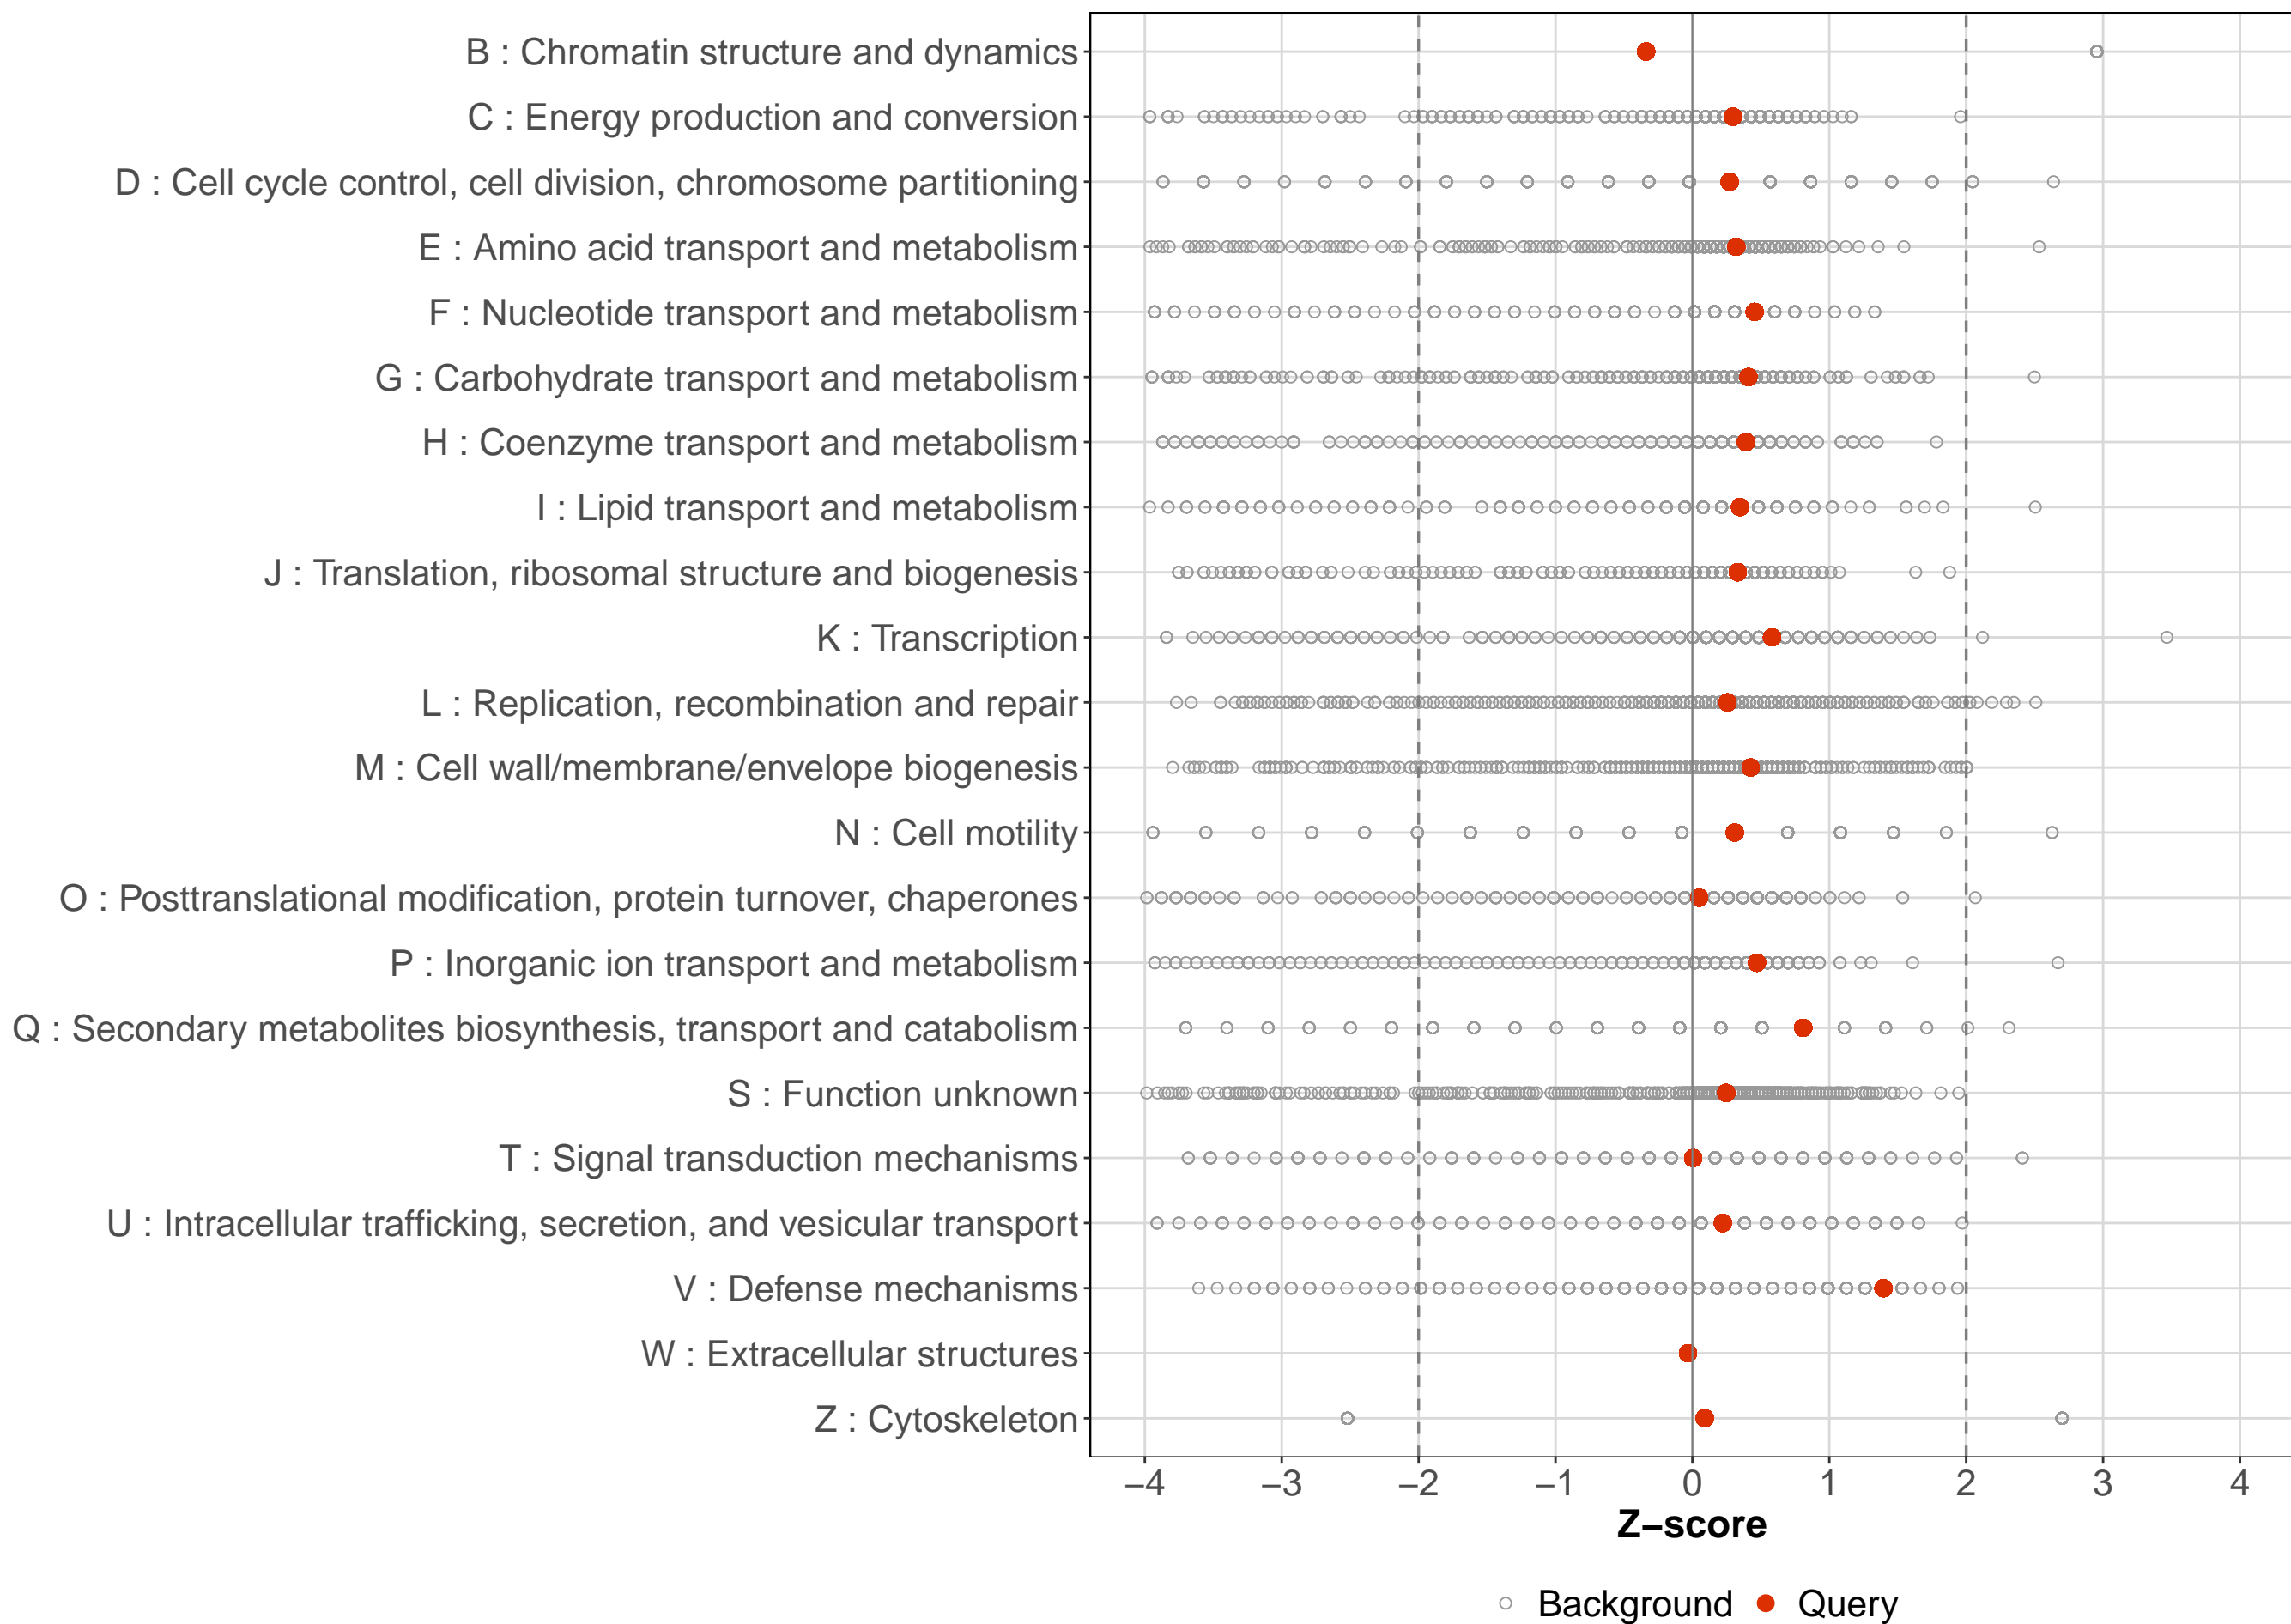 B : Chromatin structure and dynamics
C : Energy production and conversion
D : Cell cycle control, cell division, chromosome partitioning
E : Amino acid transport and metabolism
F : Nucleotide transport and metabolism
G : Carbohydrate transport and metabolism
H : Coenzyme transport and metabolism
I : Lipid transport and metabolism
J : Translation, ribosomal structure and biogenesis
K : Transcription
L : Replication, recombination and repair
M : Cell wall/membrane/envelope biogenesis
N : Cell motility
O : Posttranslational modification, protein turnover, chaperones
P : Inorganic ion transport and metabolism
Q : Secondary metabolites biosynthesis, transport and catabolism
S : Function unknown
T : Signal transduction mechanisms
U : Intracellular trafficking, secretion, and vesicular transport
V : Defense mechanisms
W : Extracellular structures
Z : Cytoskeleton
−4 −3 −2 −1 0 1 2 3 4
Z−score
Background Query